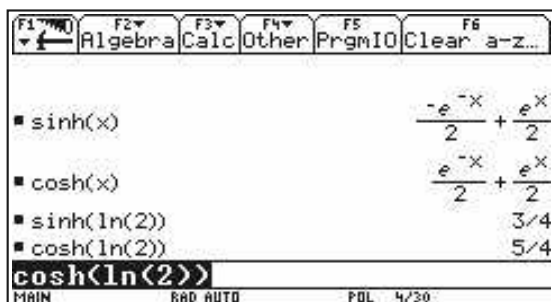 F1 F2 F3 F4 F5 F6
Algebra Calc Other PrgmIO Clear a-z…
▪ sinh(x) -e^-x/2 + e^x/2
▪ cosh(x) e^-x/2 + e^x/2
▪ sinh(ln(2)) 3/4
▪ cosh(ln(2)) 5/4
cosh(ln(2))
MAIN RAD AUTO POL 4/30